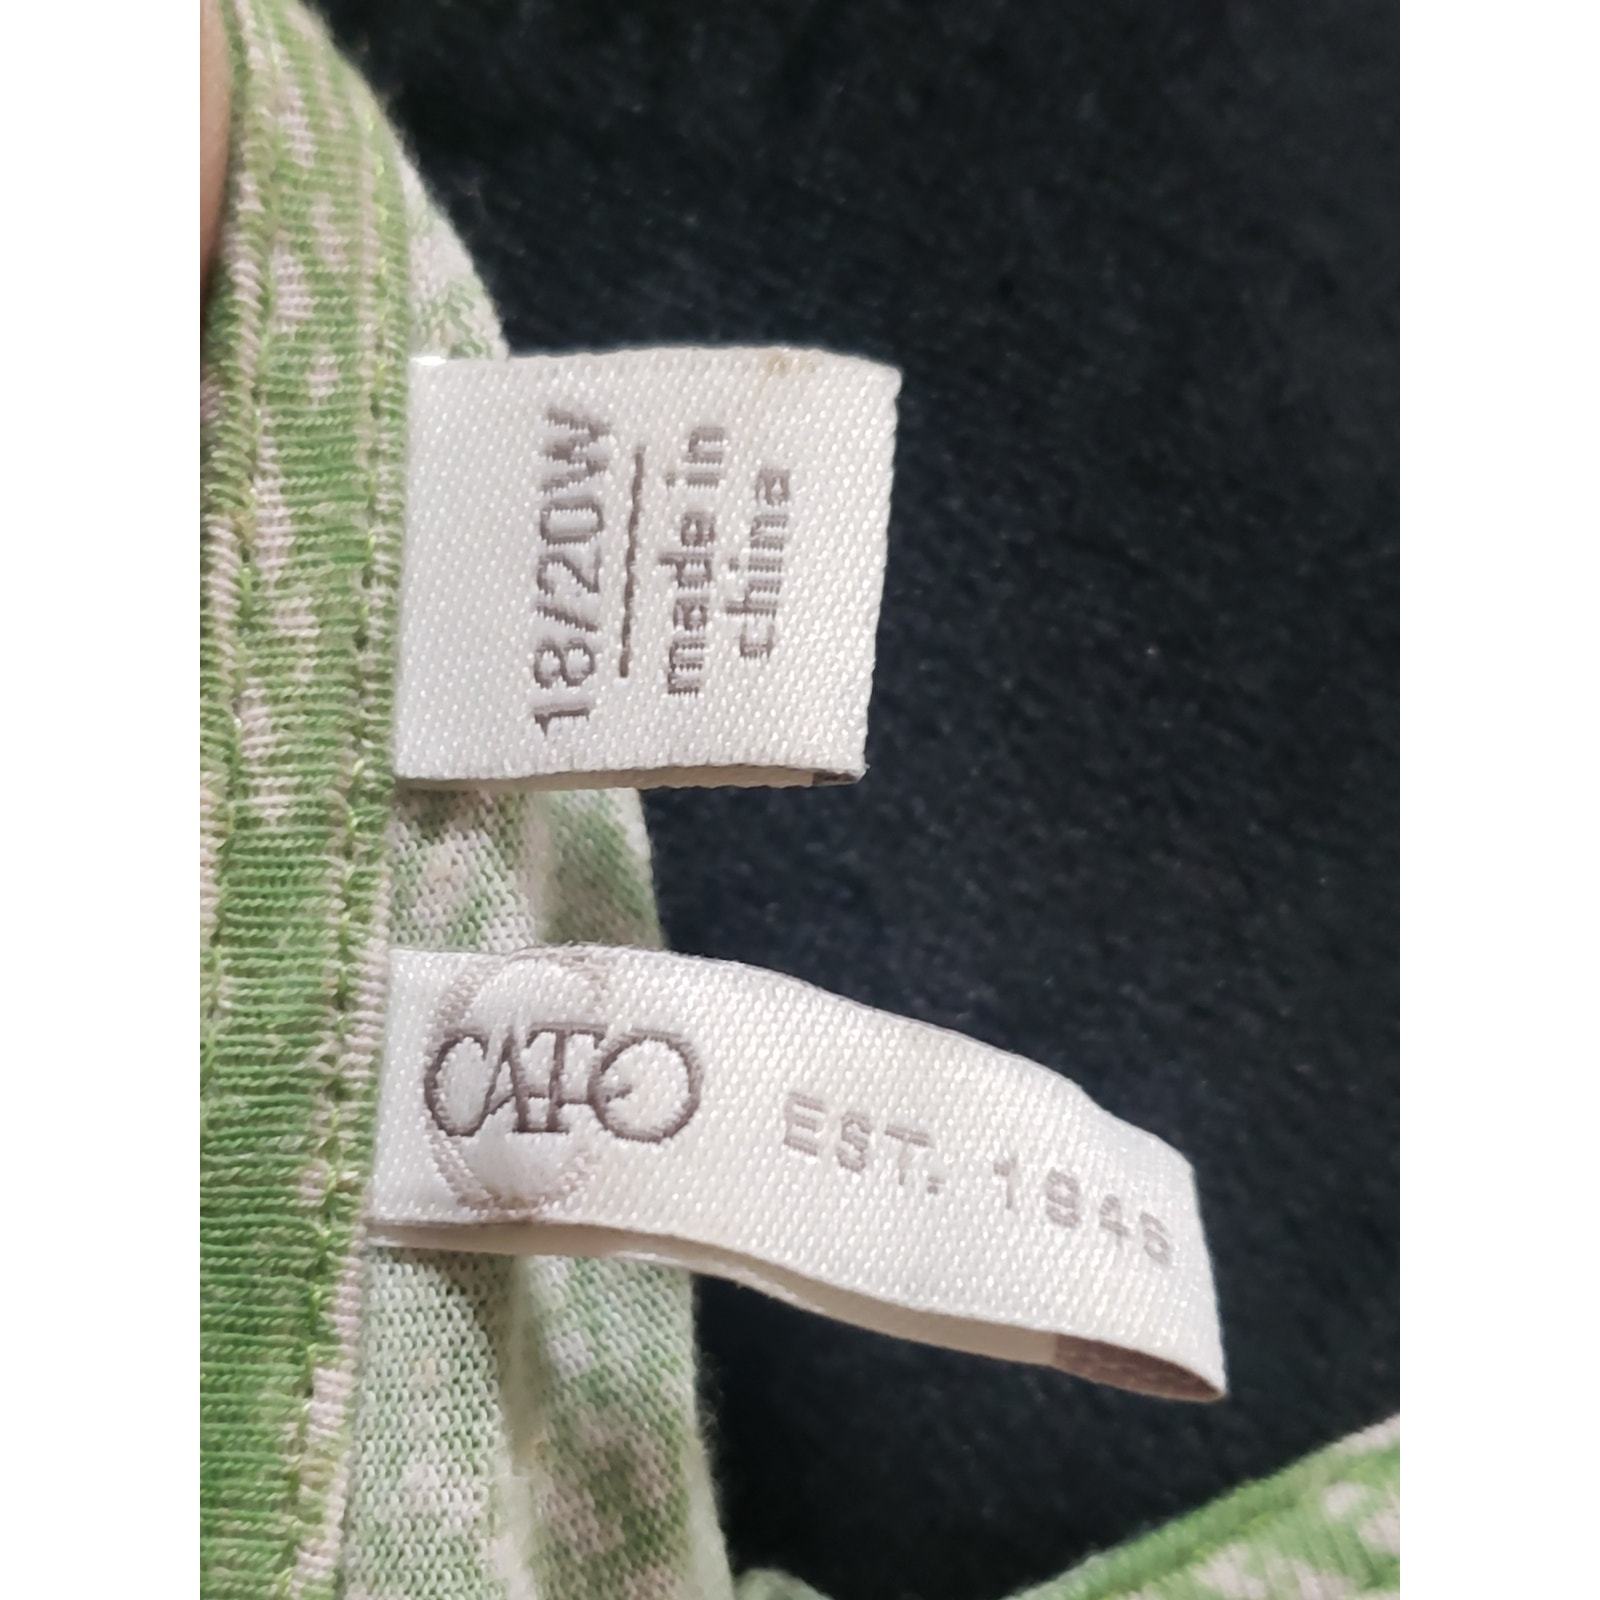 18/20W
made in
china
CATO
EST. 1946